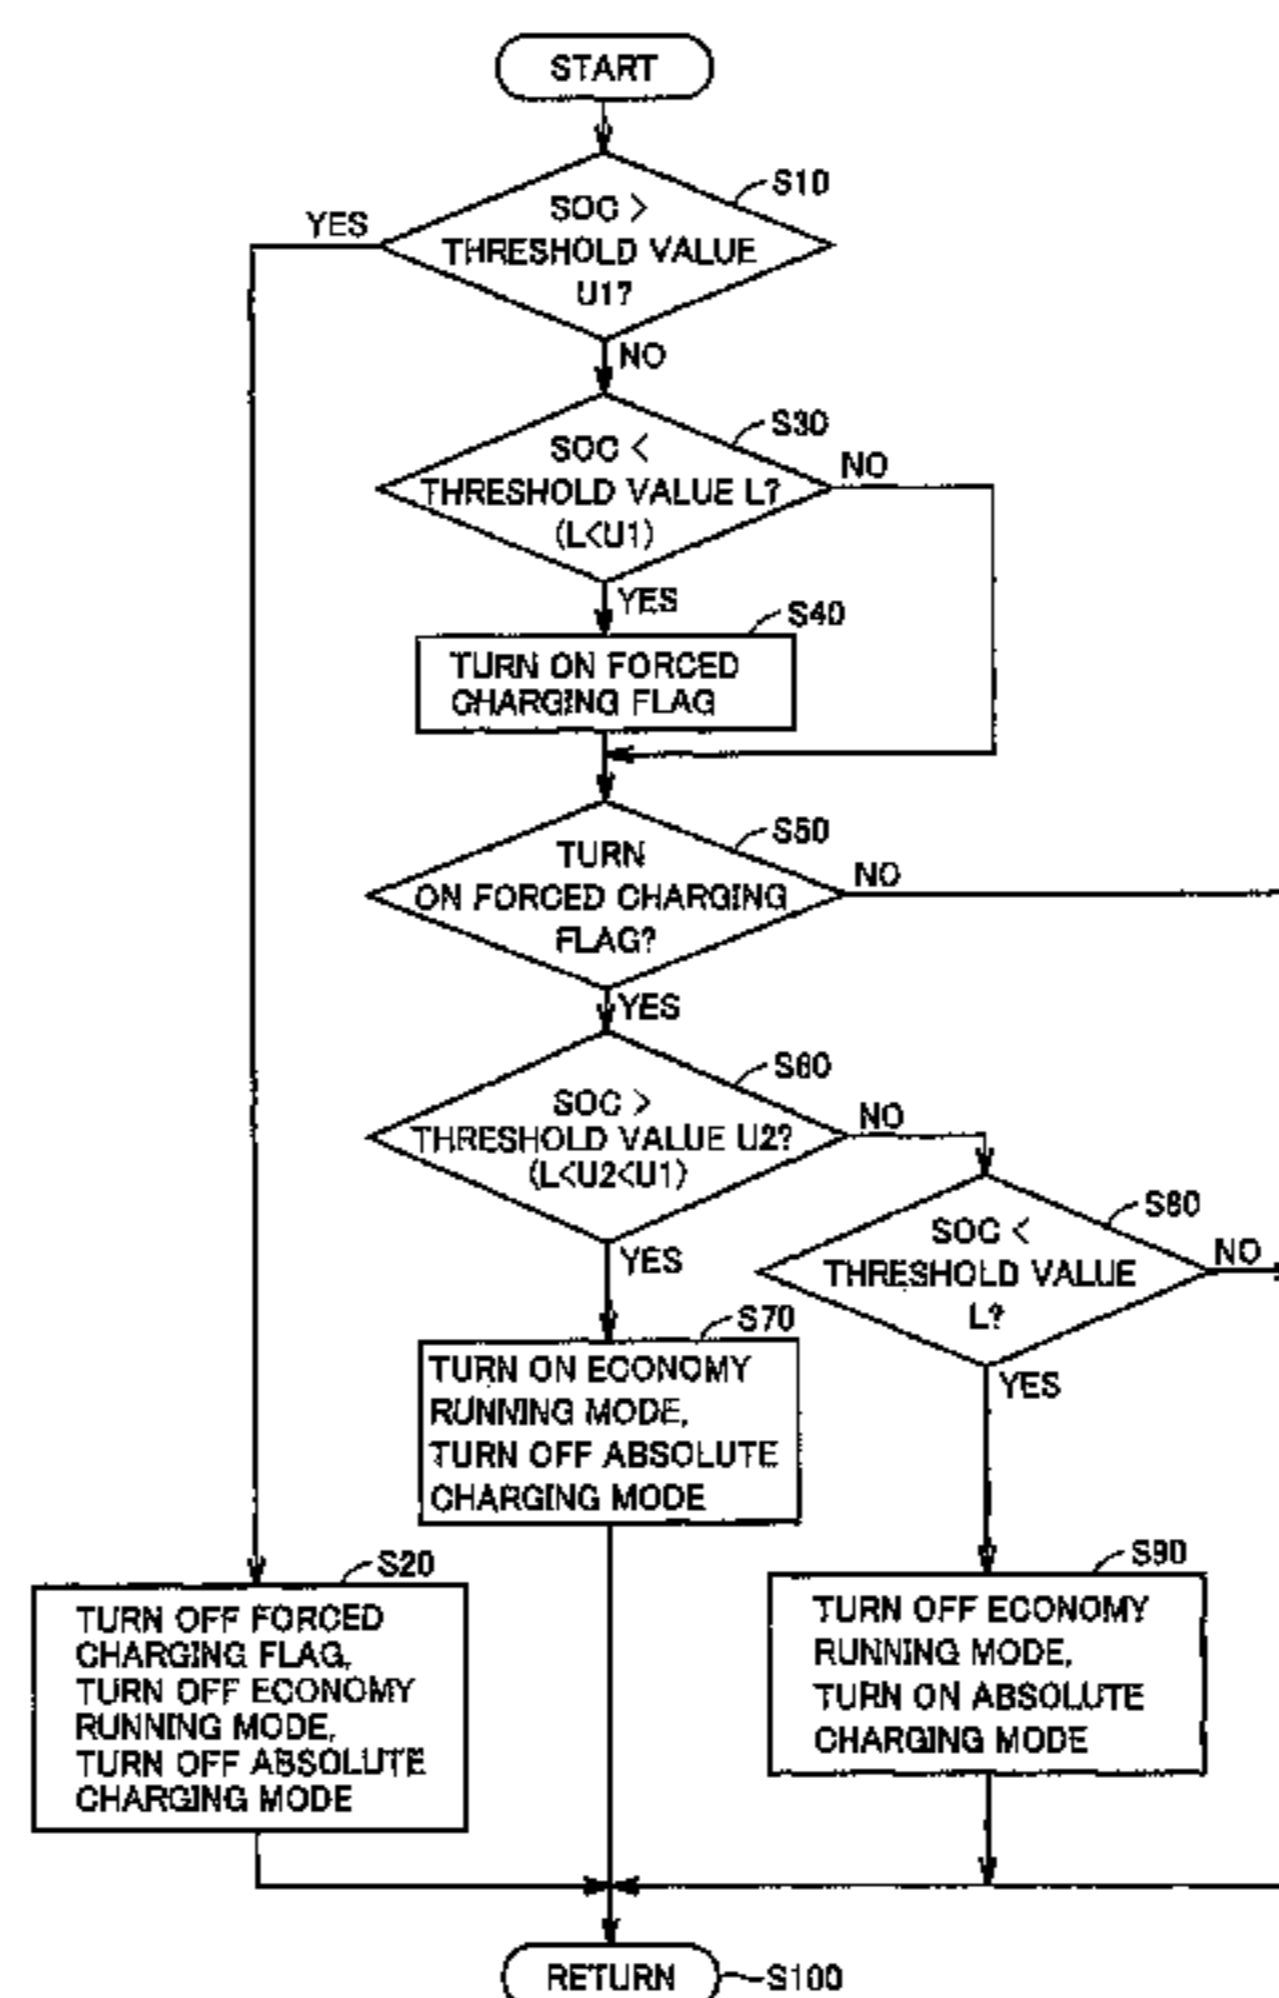 START
S10
SOC >
THRESHOLD VALUE
U1?
YES
NO
S30
SOC <
THRESHOLD VALUE L?
(L<U1)
NO
YES
S40
TURN ON FORCED
CHARGING FLAG
S50
TURN
ON FORCED CHARGING
FLAG?
NO
YES
S60
SOC >
THRESHOLD VALUE U2?
(L<U2<U1)
NO
YES
S80
SOC <
THRESHOLD VALUE
L?
NO
YES
S70
TURN ON ECONOMY
RUNNING MODE,
TURN OFF ABSOLUTE
CHARGING MODE
S20
TURN OFF FORCED
CHARGING FLAG,
TURN OFF ECONOMY
RUNNING MODE,
TURN OFF ABSOLUTE
CHARGING MODE
S90
TURN OFF ECONOMY
RUNNING MODE,
TURN ON ABSOLUTE
CHARGING MODE
RETURN
S100